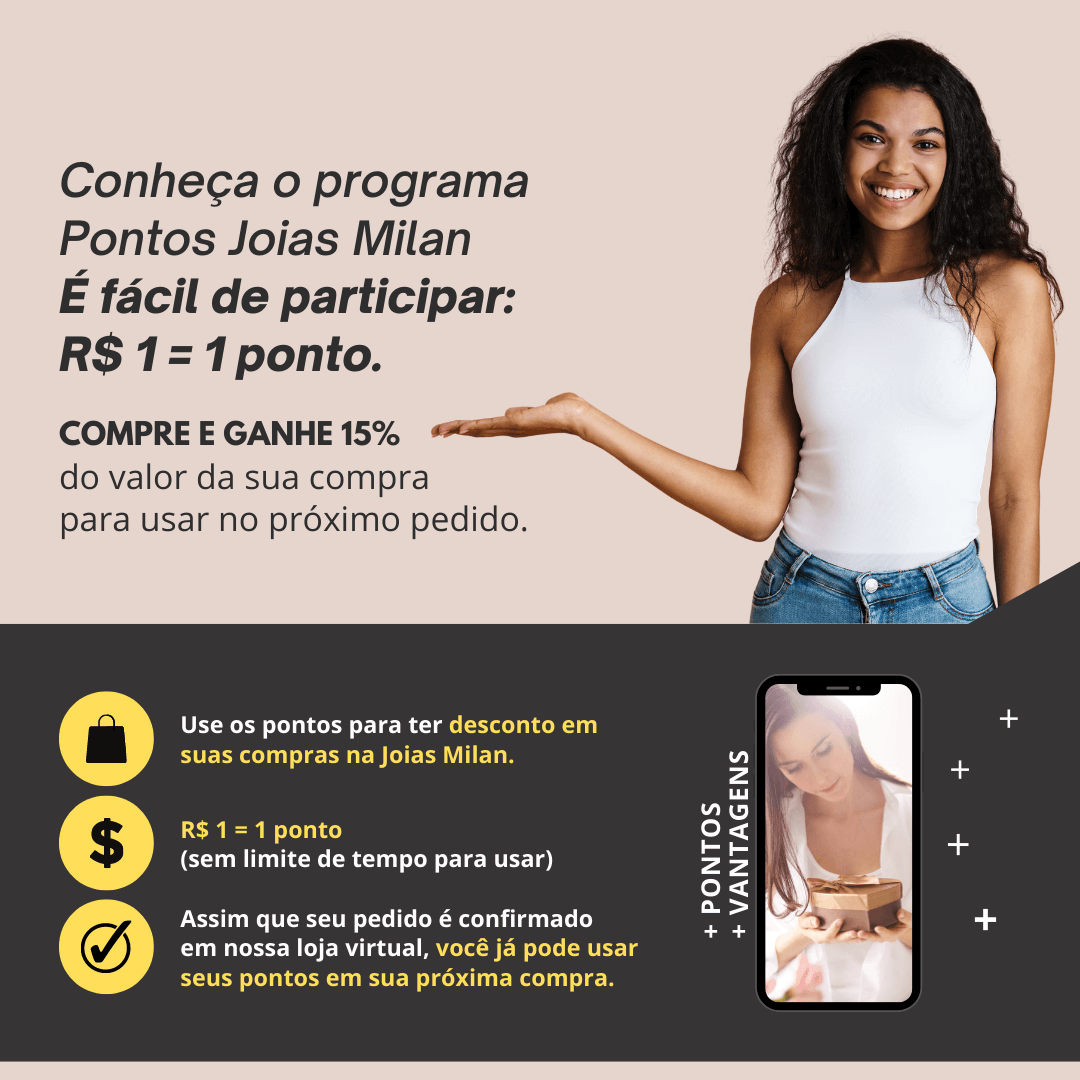 Conheça o programa
Pontos Joias Milan
É fácil de participar:
R$ 1 = 1 ponto.
COMPRE E GANHE 15%
do valor da sua compra
para usar no próximo pedido.
Use os pontos para ter desconto em
suas compras na Joias Milan.
$
R$ 1 = 1 ponto
(sem limite de tempo para usar)
Assim que seu pedido é confirmado
em nossa loja virtual, você já pode usar
seus pontos em sua próxima compra.
+ PONTOS
+ VANTAGENS